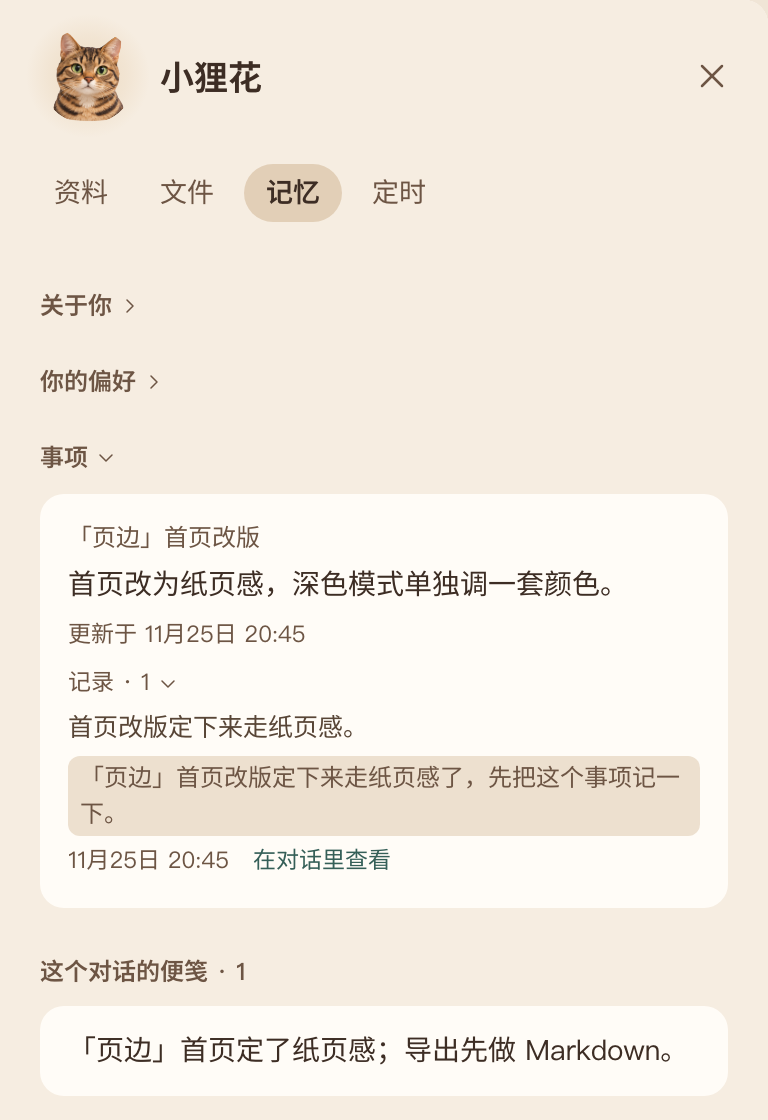 小狸花
资料 文件 记忆 定时
关于你
你的偏好
事项
「页边」首页改版
首页改为纸页感，深色模式单独调一套颜色。
更新于 11月25日 20:45
记录 · 1
首页改版定下来走纸页感。
「页边」首页改版定下来走纸页感了，先把这个事项记一
下。
11月25日 20:45 在对话里查看
这个对话的便笺 · 1
「页边」首页定了纸页感；导出先做 Markdown。